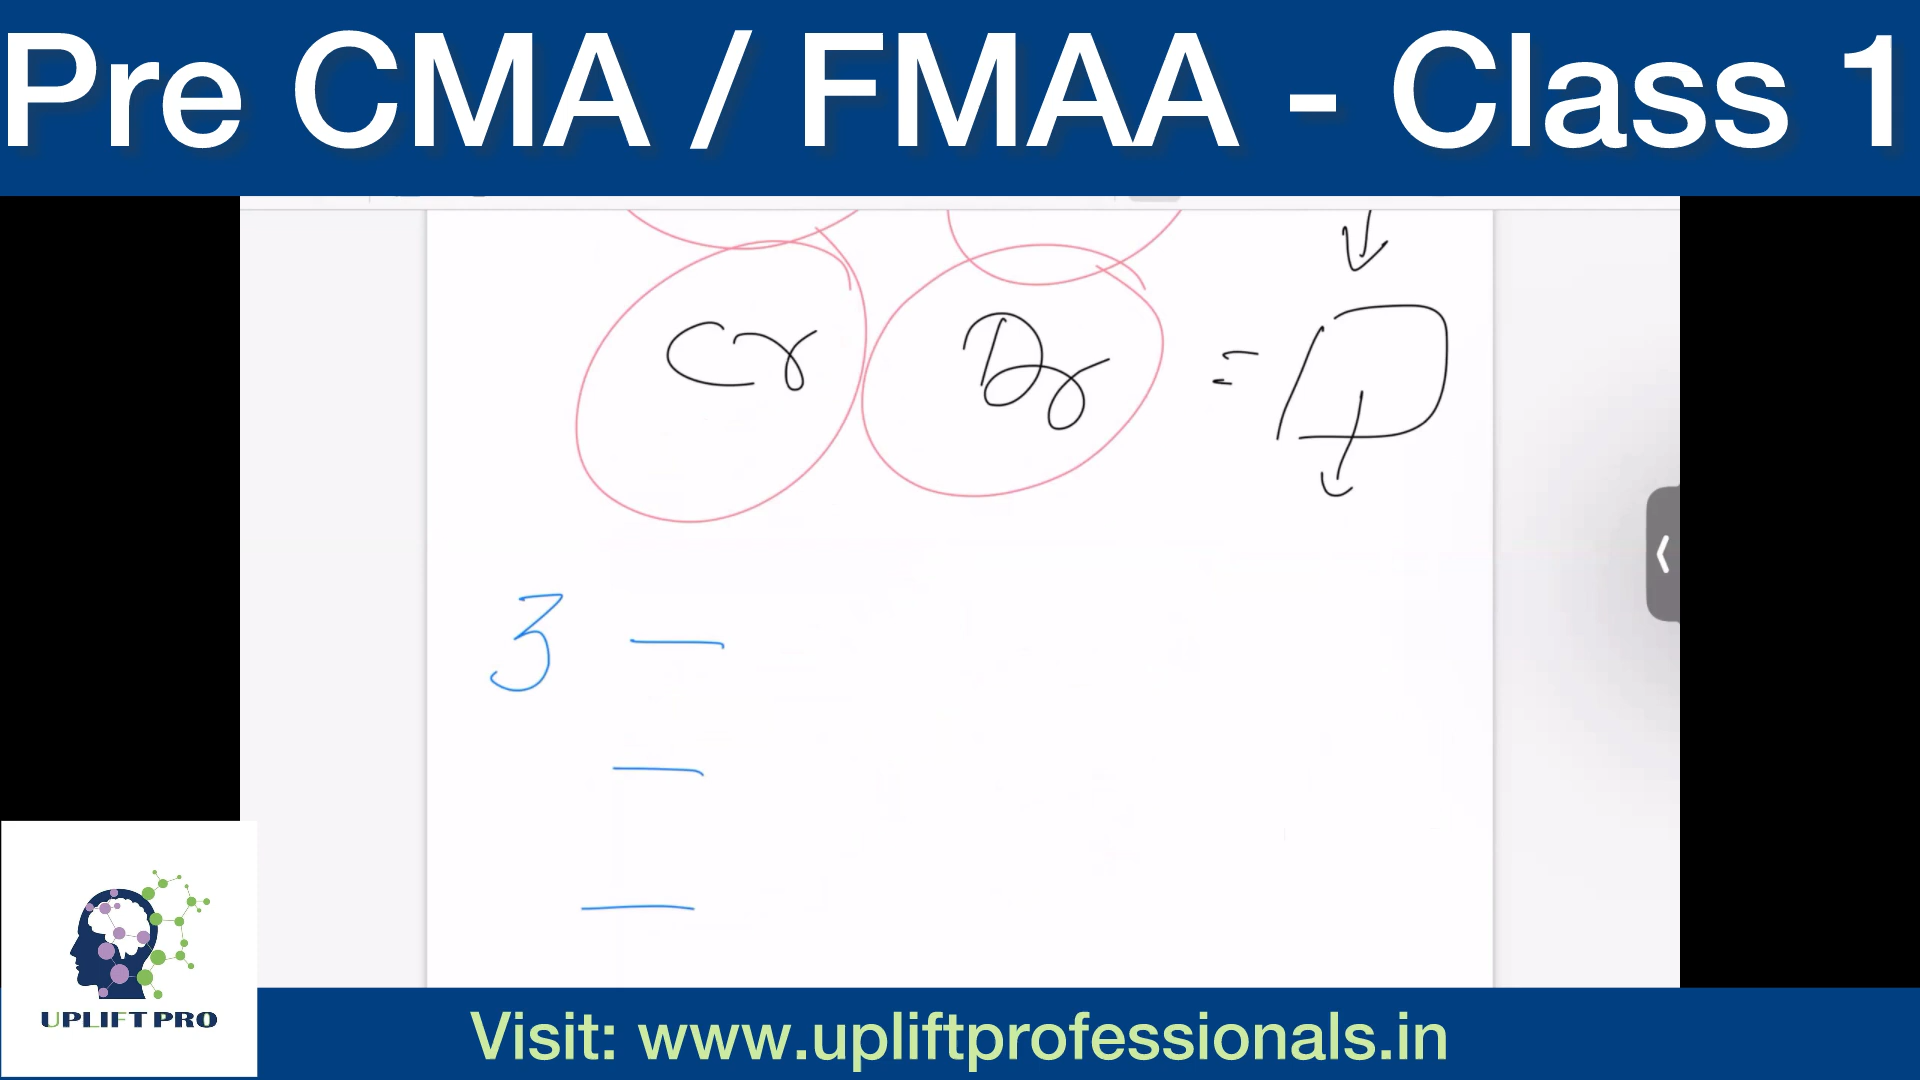 Pre CMA / FMAA - Class 1
Cr Dr =
3 —
—
—
UPLIFT PRO
Visit: www.upliftprofessionals.in